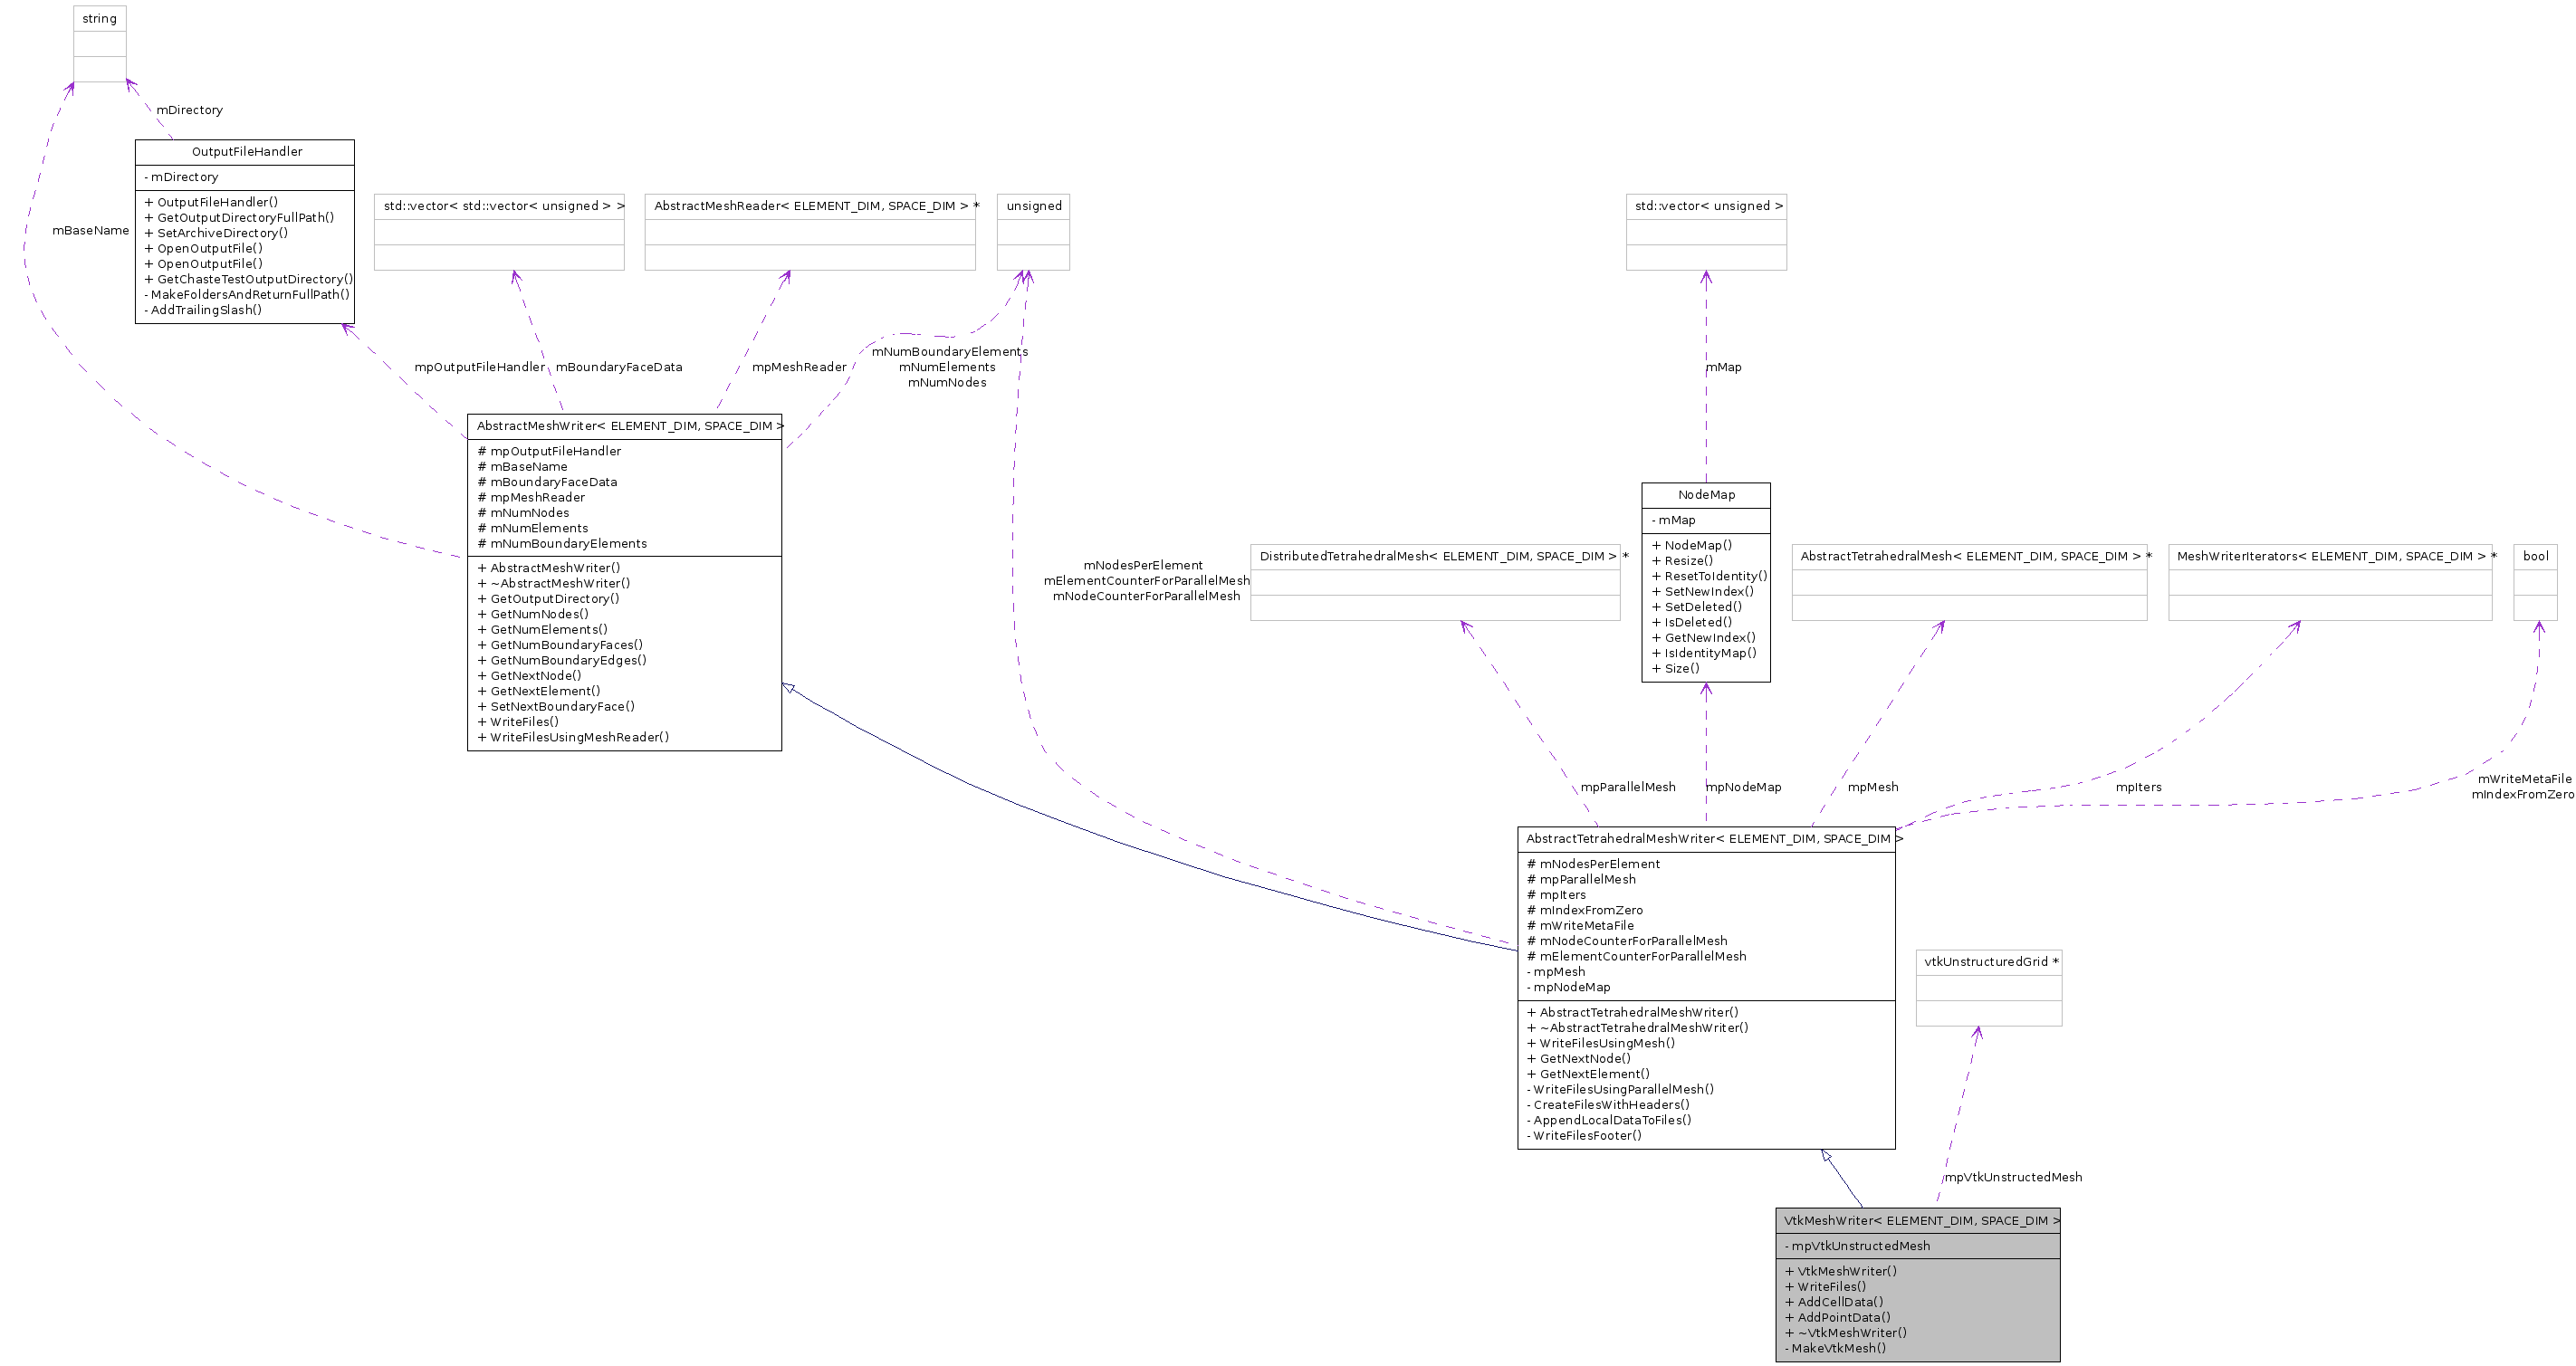 string
mDirectory
mBaseName
OutputFileHandler
- mDirectory
+ OutputFileHandler()
+ GetOutputDirectoryFullPath()
+ SetArchiveDirectory()
+ OpenOutputFile()
+ OpenOutputFile()
+ GetChasteTestOutputDirectory()
- MakeFoldersAndReturnFullPath()
- AddTrailingSlash()
std::vector< std::vector< unsigned > >
AbstractMeshReader< ELEMENT_DIM, SPACE_DIM > *
unsigned
std::vector< unsigned >
mpOutputFileHandler
mBoundaryFaceData
mpMeshReader
mNumBoundaryElements
mNumElements
mNumNodes
mMap
AbstractMeshWriter< ELEMENT_DIM, SPACE_DIM >
# mpOutputFileHandler
# mBaseName
# mBoundaryFaceData
# mpMeshReader
# mNumNodes
# mNumElements
# mNumBoundaryElements
+ AbstractMeshWriter()
+ ~AbstractMeshWriter()
+ GetOutputDirectory()
+ GetNumNodes()
+ GetNumElements()
+ GetNumBoundaryFaces()
+ GetNumBoundaryEdges()
+ GetNextNode()
+ GetNextElement()
+ SetNextBoundaryFace()
+ WriteFiles()
+ WriteFilesUsingMeshReader()
mNodesPerElement
mElementCounterForParallelMesh
mNodeCounterForParallelMesh
DistributedTetrahedralMesh< ELEMENT_DIM, SPACE_DIM > *
NodeMap
- mMap
+ NodeMap()
+ Resize()
+ ResetToIdentity()
+ SetNewIndex()
+ SetDeleted()
+ IsDeleted()
+ GetNewIndex()
+ IsIdentityMap()
+ Size()
AbstractTetrahedralMesh< ELEMENT_DIM, SPACE_DIM > *
MeshWriterIterators< ELEMENT_DIM, SPACE_DIM > *
bool
mpParallelMesh
mpNodeMap
mpMesh
mpIters
mWriteMetaFile
mIndexFromZero
AbstractTetrahedralMeshWriter< ELEMENT_DIM, SPACE_DIM >
# mNodesPerElement
# mpParallelMesh
# mpIters
# mIndexFromZero
# mWriteMetaFile
# mNodeCounterForParallelMesh
# mElementCounterForParallelMesh
- mpMesh
- mpNodeMap
+ AbstractTetrahedralMeshWriter()
+ ~AbstractTetrahedralMeshWriter()
+ WriteFilesUsingMesh()
+ GetNextNode()
+ GetNextElement()
- WriteFilesUsingParallelMesh()
- CreateFilesWithHeaders()
- AppendLocalDataToFiles()
- WriteFilesFooter()
vtkUnstructuredGrid *
mpVtkUnstructedMesh
VtkMeshWriter< ELEMENT_DIM, SPACE_DIM >
- mpVtkUnstructedMesh
+ VtkMeshWriter()
+ WriteFiles()
+ AddCellData()
+ AddPointData()
+ ~VtkMeshWriter()
- MakeVtkMesh()